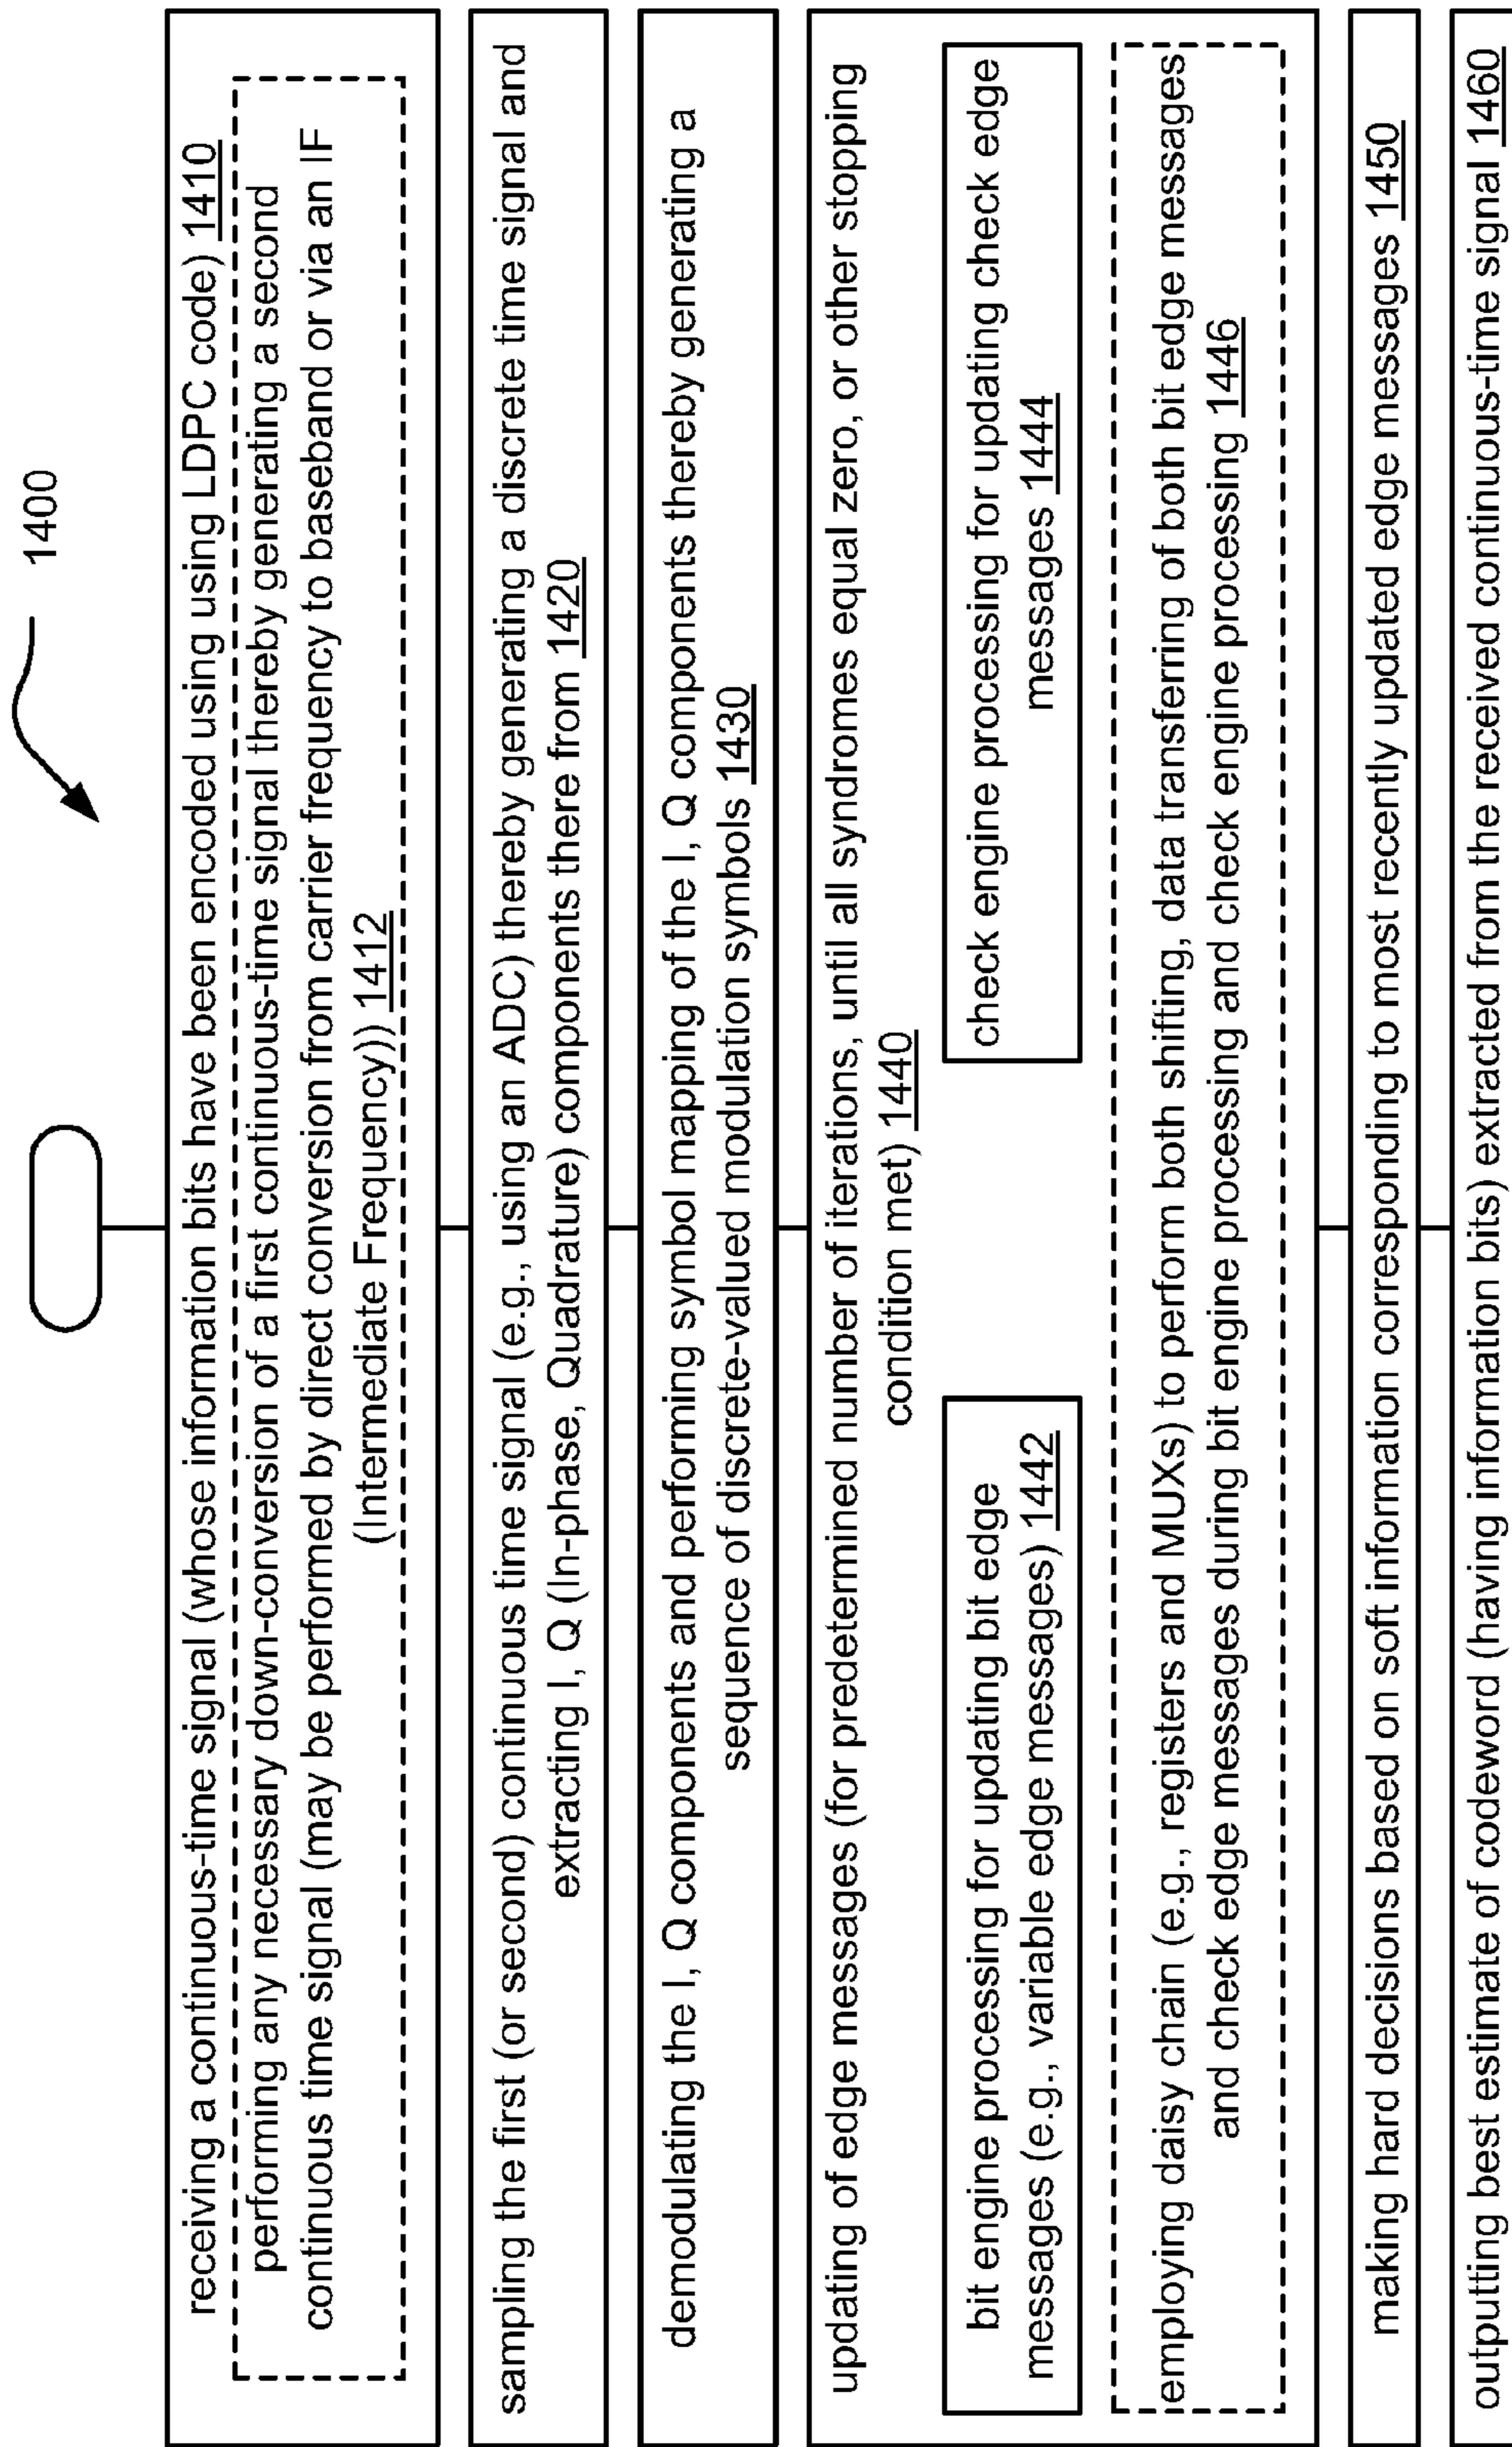 1400
receiving a continuous-time signal (whose information bits have been encoded using using LDPC code) 1410
performing any necessary down-conversion of a first continuous-time signal thereby generating a second
continuous time signal (may be performed by direct conversion from carrier frequency to baseband or via an IF
(Intermediate Frequency)) 1412
sampling the first (or second) continuous time signal (e.g., using an ADC) thereby generating a discrete time signal and
extracting I, Q (In-phase, Quadrature) components there from 1420
demodulating the I, Q components and performing symbol mapping of the I, Q components thereby generating a
sequence of discrete-valued modulation symbols 1430
updating of edge messages (for predetermined number of iterations, until all syndromes equal zero, or other stopping
condition met) 1440
bit engine processing for updating bit edge
messages (e.g., variable edge messages) 1442
check engine processing for updating check edge
messages 1444
employing daisy chain (e.g., registers and MUXs) to perform both shifting, data transferring of both bit edge messages
and check edge messages during bit engine processing and check engine processing 1446
making hard decisions based on soft information corresponding to most recently updated edge messages 1450
outputting best estimate of codeword (having information bits) extracted from the received continuous-time signal 1460